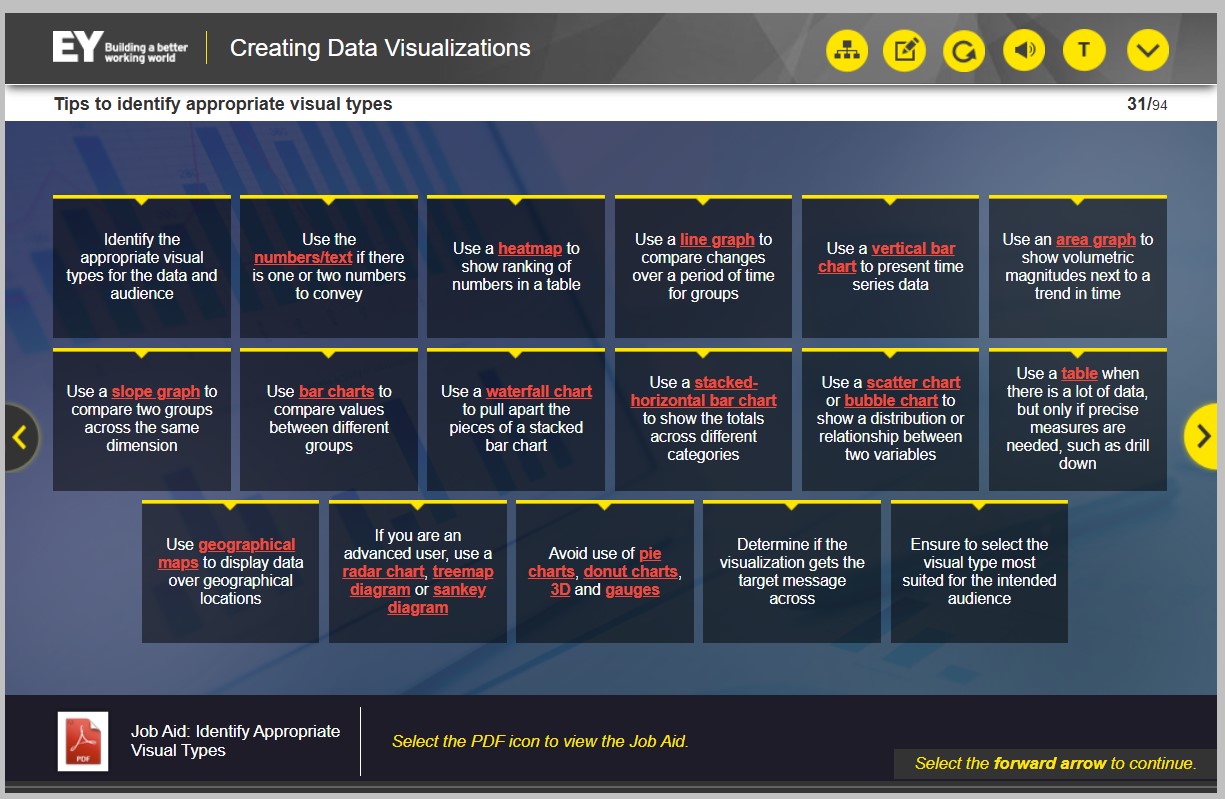 EY Building a better
working world
Creating Data Visualizations
T
Tips to identify appropriate visual types
31/94
Identify the
appropriate visual
types for the data and
audience
Use the
numbers/text if there
is one or two numbers
to convey
Use a heatmap to
show ranking of
numbers in a table
Use a line graph to
compare changes
over a period of time
for groups
Use a vertical bar
chart to present time
series data
Use an area graph to
show volumetric
magnitudes next to a
trend in time
Use a slope graph to
compare two groups
across the same
dimension
Use bar charts to
compare values
between different
groups
Use a waterfall chart
to pull apart the
pieces of a stacked
bar chart
Use a stacked-
horizontal bar chart
to show the totals
across different
categories
Use a scatter chart
or bubble chart to
show a distribution or
relationship between
two variables
Use a table when
there is a lot of data,
but only if precise
measures are
needed, such as drill
down
Use geographical
maps to display data
over geographical
locations
If you are an
advanced user, use a
radar chart, treemap
diagram or sankey
diagram
Avoid use of pie
charts, donut charts,
3D and gauges
Determine if the
visualization gets the
target message
across
Ensure to select the
visual type most
suited for the intended
audience
PDF
Job Aid: Identify Appropriate
Visual Types
Select the PDF icon to view the Job Aid.
Select the forward arrow to continue.